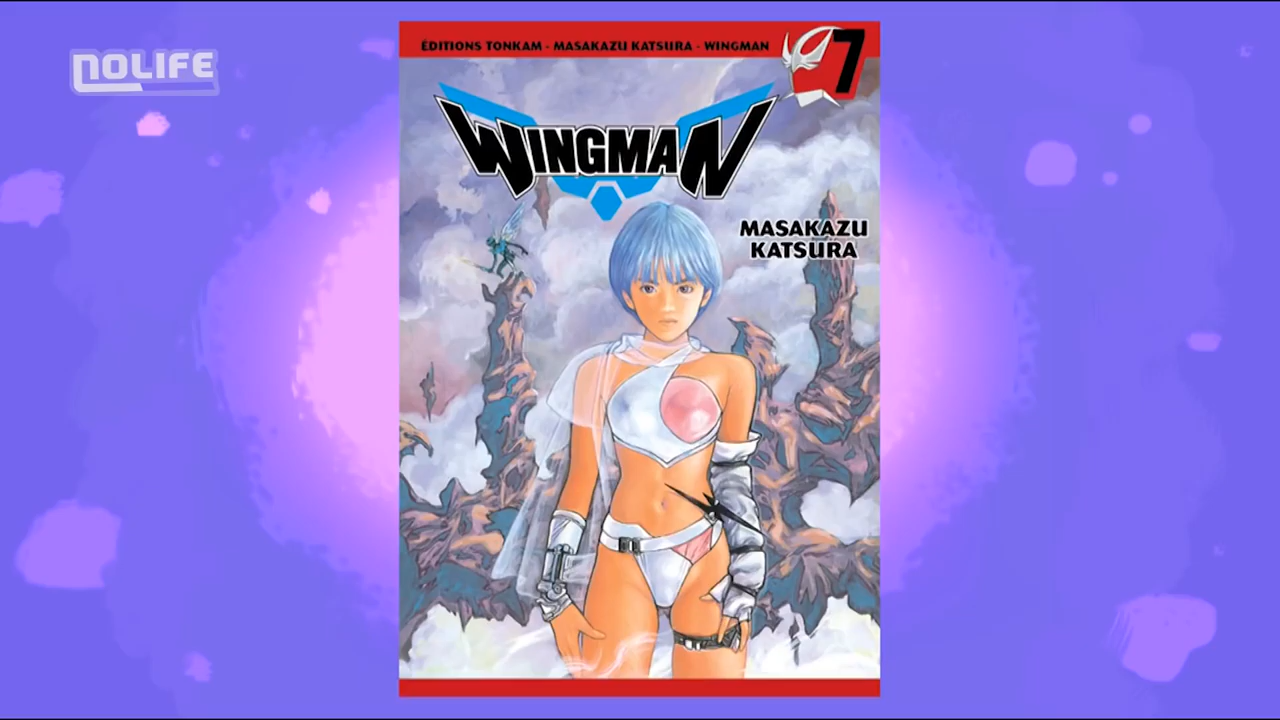 NOLIFE
ÉDITIONS TONKAM - MASAKAZU KATSURA - WINGMAN
7
WINGMAN
MASAKAZU
KATSURA